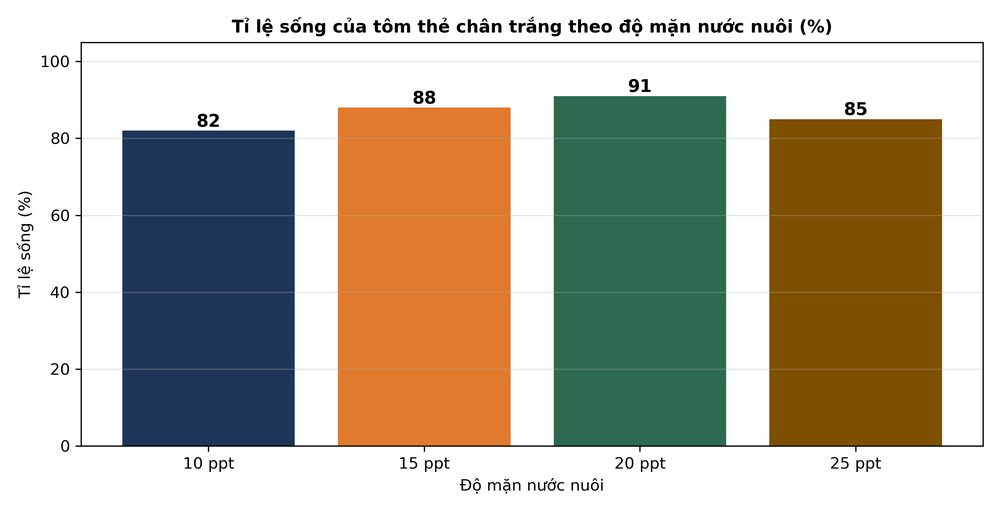 Tỉ lệ sống của tôm thẻ chân trắng theo độ mặn nước nuôi (%)
Tỉ lệ sống (%)
100
80
60
40
20
0
82
88
91
85
10 ppt
15 ppt
20 ppt
25 ppt
Độ mặn nước nuôi